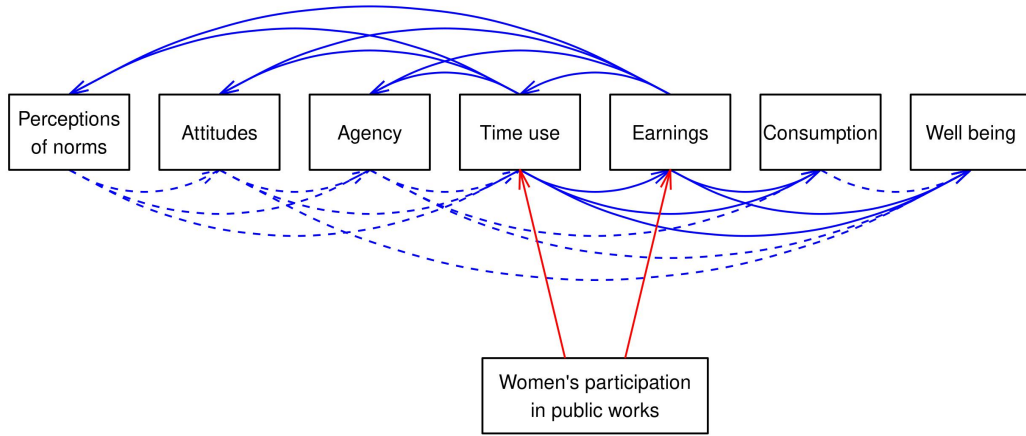 Perceptions
of norms
Attitudes
Agency
Time use
Earnings
Consumption
Well being
Women's participation
in public works